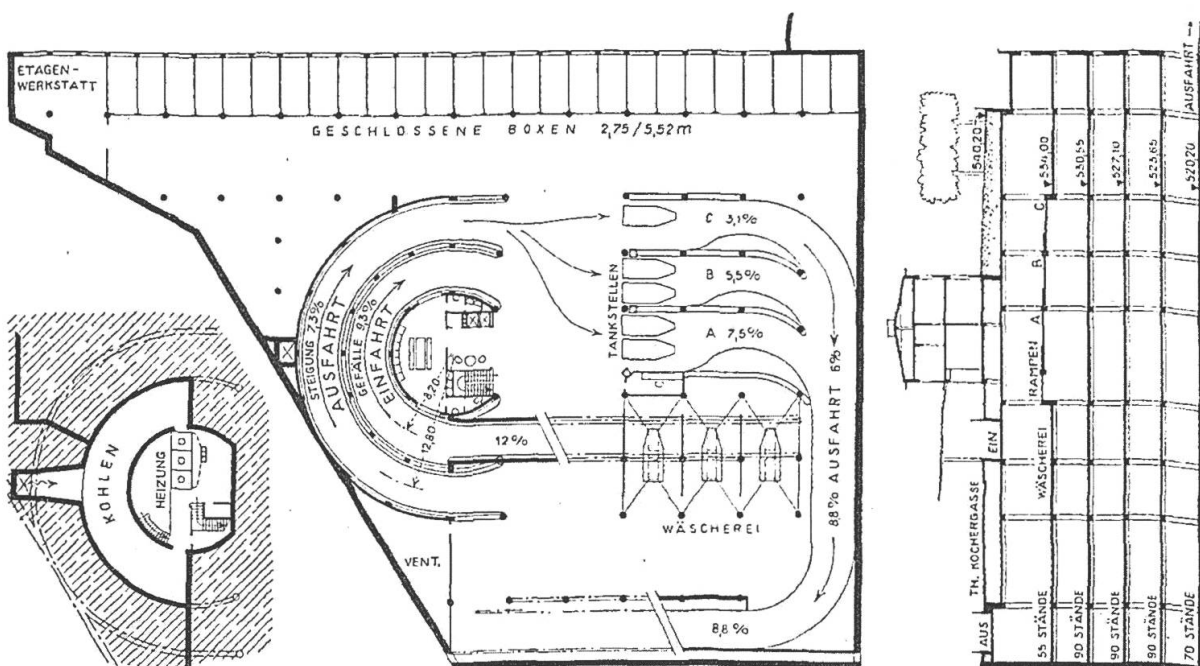 ETAGEN-
WERKSTATT
GESCHLOSSENE BOXEN 2,75/5,52 m
STEIGUNG 7,3%
AUSFAHRT
GEFÄLLE 9,3%
EINFAHRT
8,20
12,80
12%
TANKSTELLEN
C 3,1%
B 5,5%
A 7,5%
8,8% AUSFAHRT 6%
WÄSCHEREI
VENT.
8,8%
KOHLEN
HEIZUNG
540,20
534,00
530,55
527,10
523,65
520,20
AUSFAHRT
RAMPEN A B C
EIN
WÄSCHEREI
TH. KOCHERGASSE
AUS
55 STÄNDE
90 STÄNDE
90 STÄNDE
90 STÄNDE
70 STÄNDE